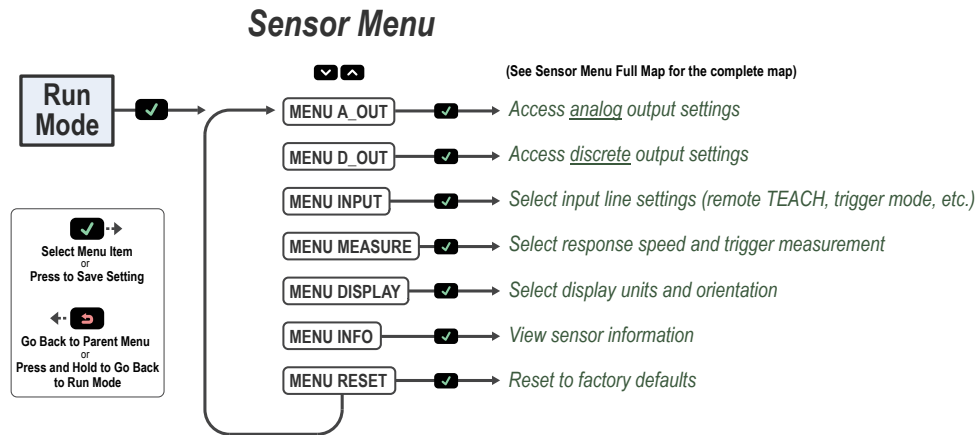 Sensor Menu
(See Sensor Menu Full Map for the complete map)
Run
Mode
MENU A_OUT
Access analog output settings
MENU D_OUT
Access discrete output settings
MENU INPUT
Select input line settings (remote TEACH, trigger mode, etc.)
MENU MEASURE
Select response speed and trigger measurement
MENU DISPLAY
Select display units and orientation
MENU INFO
View sensor information
MENU RESET
Reset to factory defaults
Select Menu Item
or
Press to Save Setting
Go Back to Parent Menu
or
Press and Hold to Go Back
to Run Mode